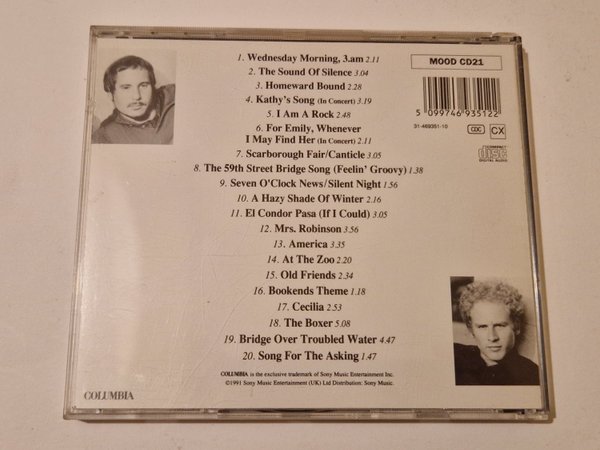 1. Wednesday Morning, 3.am 2.11
2. The Sound Of Silence 3.04
3. Homeward Bound 2.28
4. Kathy's Song (In Concert) 3.19
5. I Am A Rock 2.48
6. For Emily, Whenever
I May Find Her (In Concert) 2.11
7. Scarborough Fair/Canticle 3.05
8. The 59th Street Bridge Song (Feelin' Groovy) 1.38
9. Seven O'Clock News/Silent Night 1.56
10. A Hazy Shade Of Winter 2.16
11. El Condor Pasa (If I Could) 3.05
12. Mrs. Robinson 3.56
13. America 3.35
14. At The Zoo 2.20
15. Old Friends 2.34
16. Bookends Theme 1.18
17. Cecilia 2.53
18. The Boxer 5.08
19. Bridge Over Troubled Water 4.47
20. Song For The Asking 1.47
MOOD CD21
5 099746 935122
31-469351-10
CDC
CX
COMPACT
disc
DIGITAL AUDIO
COLUMBIA is the exclusive trademark of Sony Music Entertainment Inc.
©1991 Sony Music Entertainment (UK) Ltd Distribution: Sony Music.
COLUMBIA